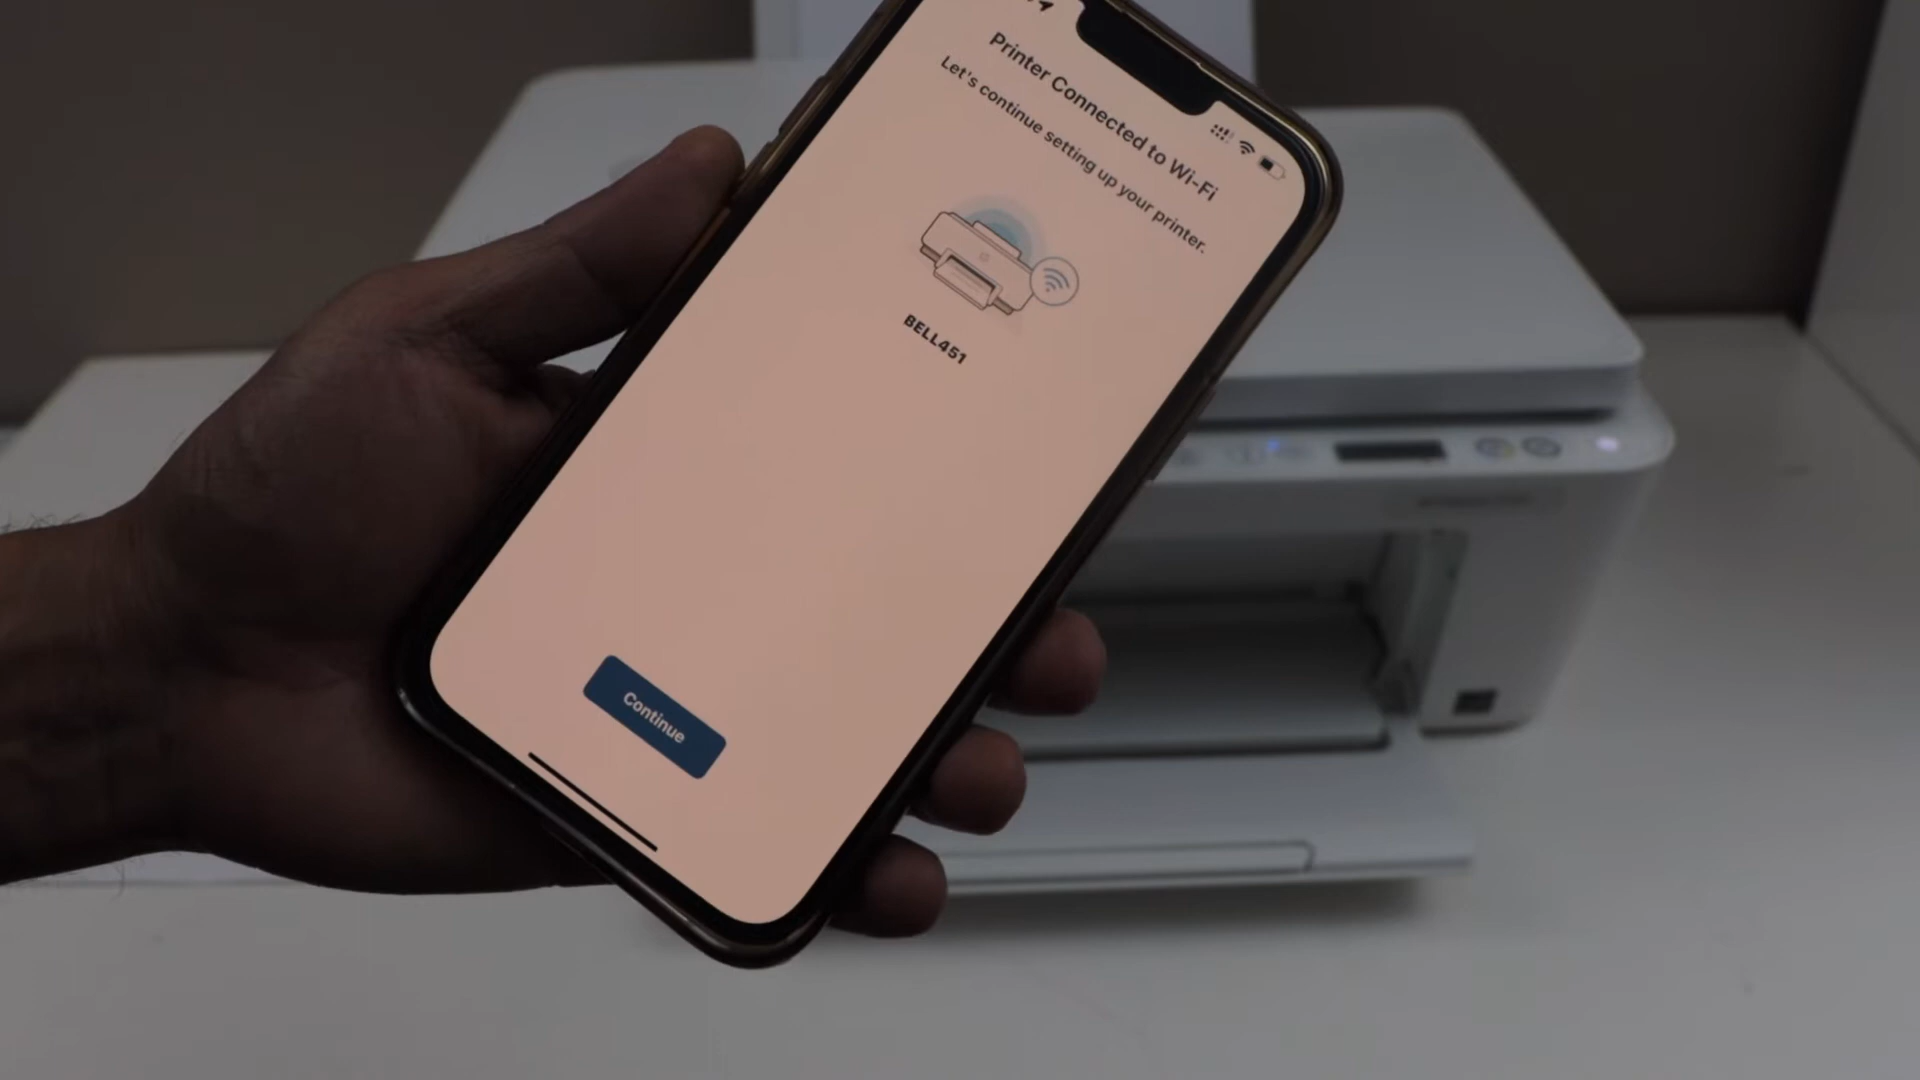 Printer Connected to Wi-Fi
Let's continue setting up your printer.
BELL451
Continue